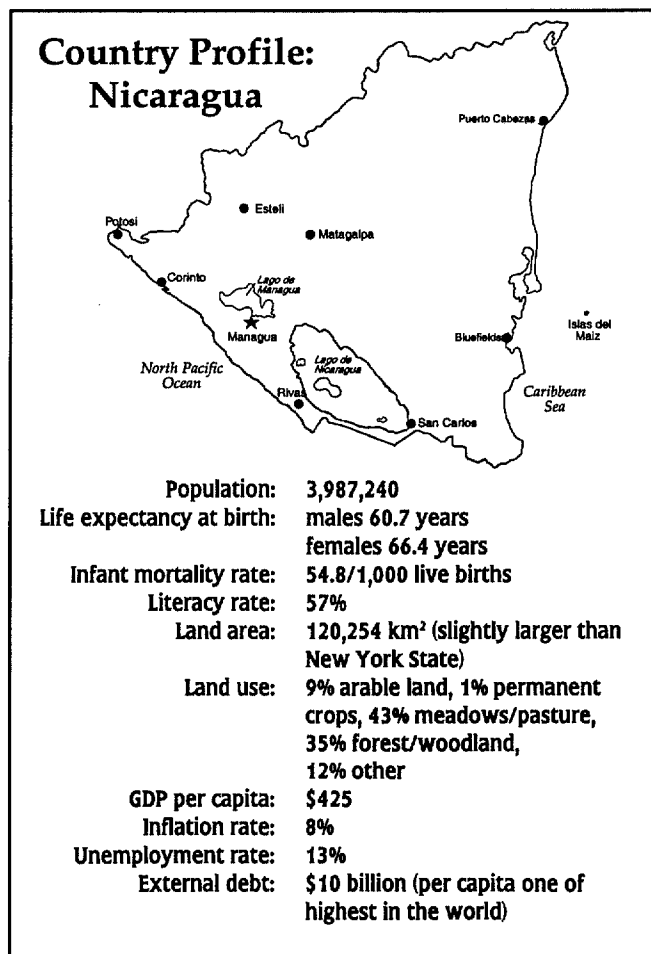 Country Profile:
Nicaragua
Puerto Cabezas
Esteli
Potosi
Matagalpa
Corinto
Lago de
Managua
Managua
Islas del
Maiz
Bluefields
Lago de
Nicaragua
North Pacific
Ocean
Rivas
Caribbean
Sea
San Carlos
Population: 3,987,240
Life expectancy at birth: males 60.7 years
females 66.4 years
Infant mortality rate: 54.8/1,000 live births
Literacy rate: 57%
Land area: 120,254 km² (slightly larger than
New York State)
Land use: 9% arable land, 1% permanent
crops, 43% meadows/pasture,
35% forest/woodland,
12% other
GDP per capita: $425
Inflation rate: 8%
Unemployment rate: 13%
External debt: $10 billion (per capita one of
highest in the world)